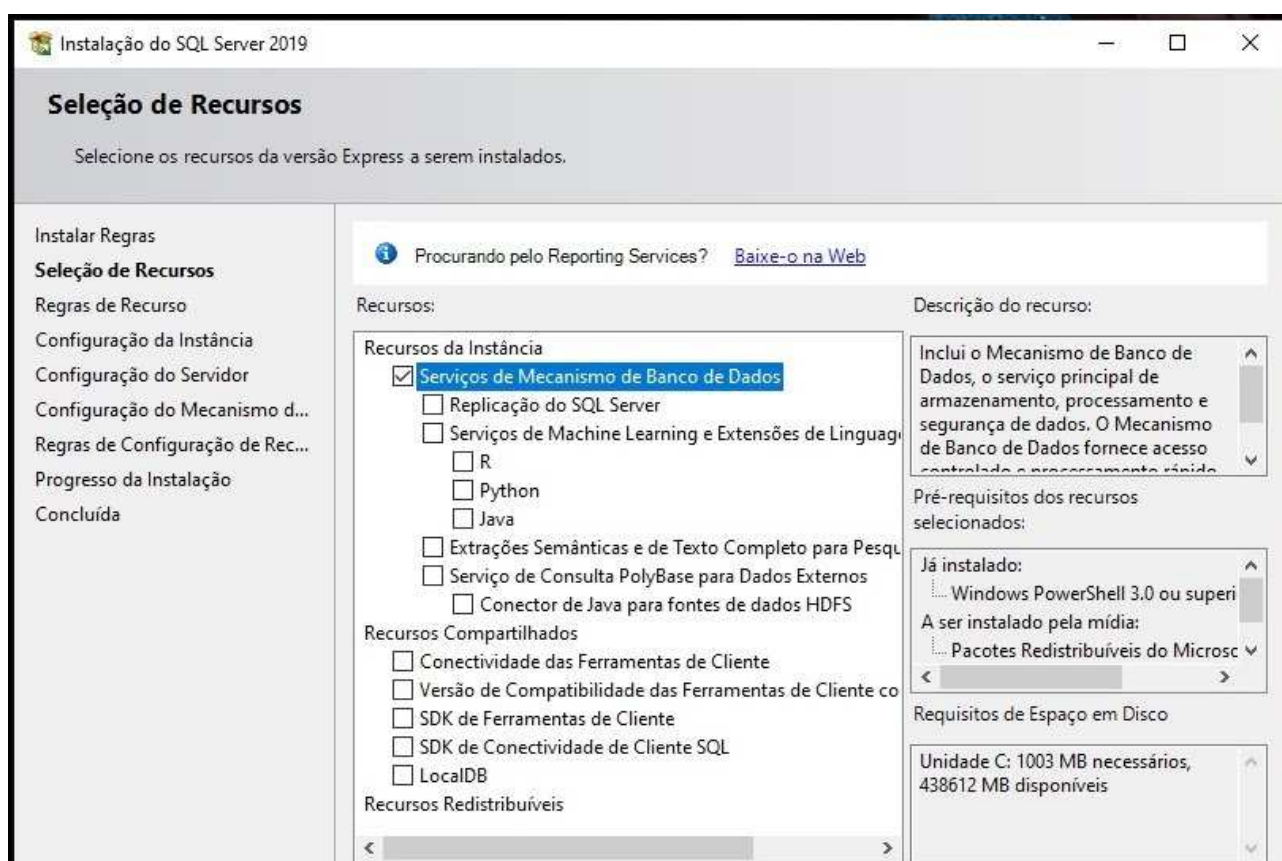 Instalação do SQL Server 2019
Seleção de Recursos
Selecione os recursos da versão Express a serem instalados.
Instalar Regras
Seleção de Recursos
Regras de Recurso
Configuração da Instância
Configuração do Servidor
Configuração do Mecanismo d...
Regras de Configuração de Rec...
Progresso da Instalação
Concluída
Procurando pelo Reporting Services? Baixe-o na Web
Recursos:
Recursos da Instância
Serviços de Mecanismo de Banco de Dados
Replicação do SQL Server
Serviços de Machine Learning e Extensões de Linguag
R
Python
Java
Extrações Semânticas e de Texto Completo para Pesqu
Serviço de Consulta PolyBase para Dados Externos
Conector de Java para fontes de dados HDFS
Recursos Compartilhados
Conectividade das Ferramentas de Cliente
Versão de Compatibilidade das Ferramentas de Cliente co
SDK de Ferramentas de Cliente
SDK de Conectividade de Cliente SQL
LocalDB
Recursos Redistribuíveis
Descrição do recurso:
Inclui o Mecanismo de Banco de
Dados, o serviço principal de
armazenamento, processamento e
segurança de dados. O Mecanismo
de Banco de Dados fornece acesso
controlado e processamento rápido
Pré-requisitos dos recursos
selecionados:
Já instalado:
Windows PowerShell 3.0 ou superi
A ser instalado pela mídia:
Pacotes Redistribuíveis do Microsc
Requisitos de Espaço em Disco
Unidade C: 1003 MB necessários,
438612 MB disponíveis